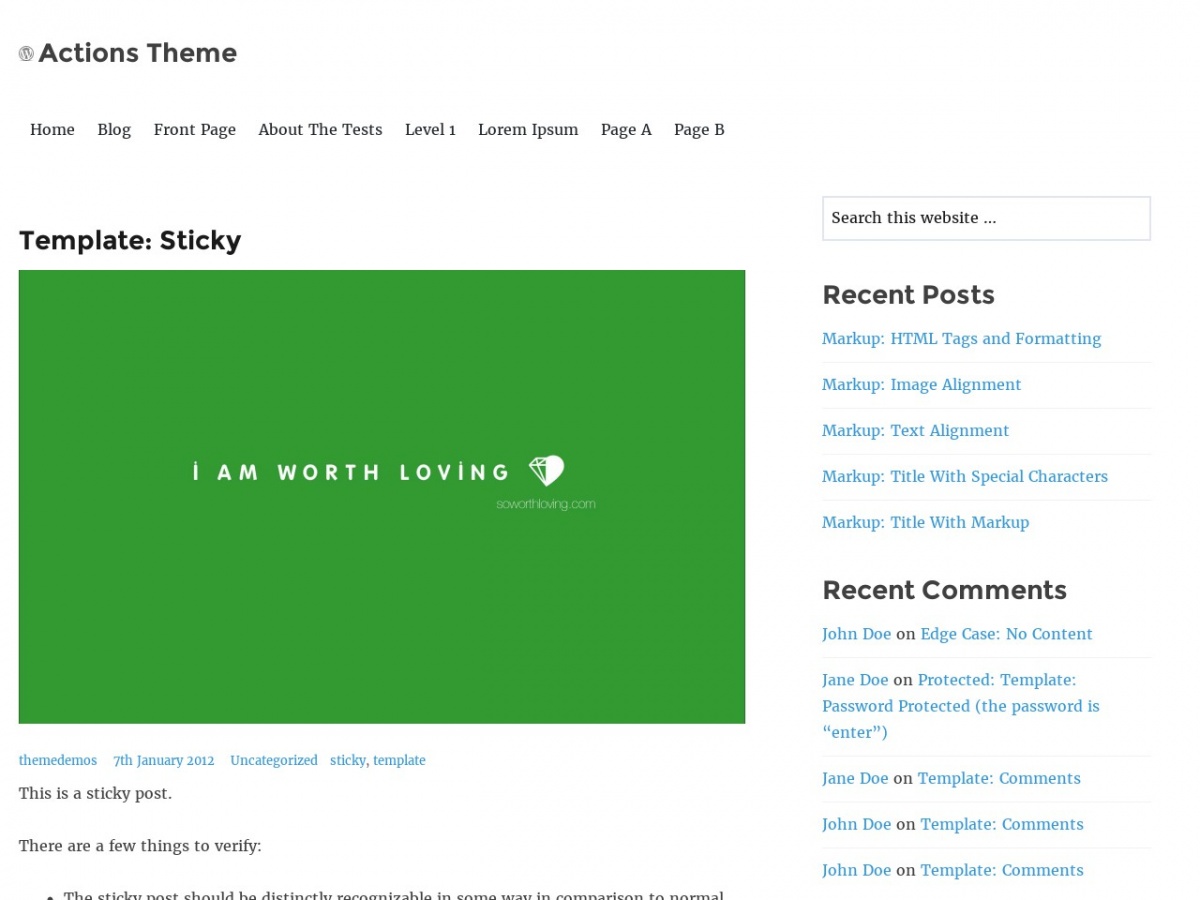 Actions Theme
Home Blog Front Page About The Tests Level 1 Lorem Ipsum Page A Page B
Template: Sticky
I AM WORTH LOVING
soworthloving.com
themedemos 7th January 2012 Uncategorized sticky, template
This is a sticky post.
There are a few things to verify:
• The sticky post should be distinctly recognizable in some way in comparison to normal
Search this website ...
Recent Posts
Markup: HTML Tags and Formatting
Markup: Image Alignment
Markup: Text Alignment
Markup: Title With Special Characters
Markup: Title With Markup
Recent Comments
John Doe on Edge Case: No Content
Jane Doe on Protected: Template:
Password Protected (the password is
“enter”)
Jane Doe on Template: Comments
John Doe on Template: Comments
John Doe on Template: Comments